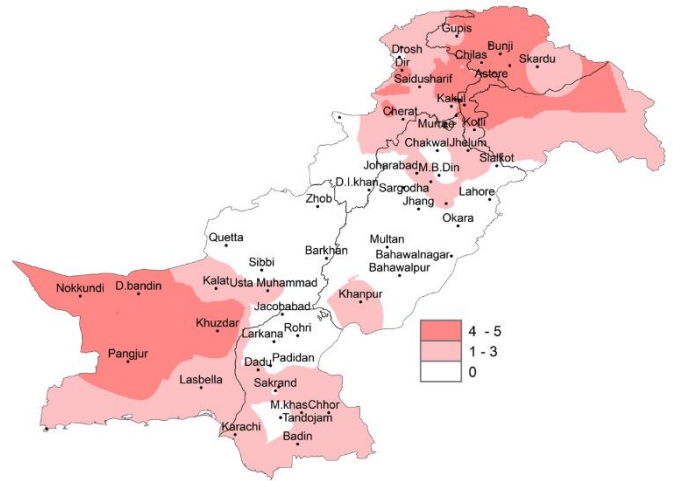 Gupis
Drosh
Bunji
Chilas
Skardu
Dir
Astore
Saidusharif
Kakul
Cherat
Kotli
Chakwal
Jhelum
Sialkot
Joharabad
M.B.Din
D.I.khan
Sargodha
Lahore
Zhob
Jhang
Okara
Quetta
Multan
Barkhan
Bahawalnagar
Sibbi
Bahawalpur
Nokkundi
D.bandin
Kalat
Usta Muhammad
Khanpur
Jacobabad
Khuzdar
Rohri
Larkana
4 - 5
1 - 3
0
Pangjur
Dadu
Padidan
Lasbella
Sakrand
M.khas
Chhor
Tandojam
Karachi
Badin